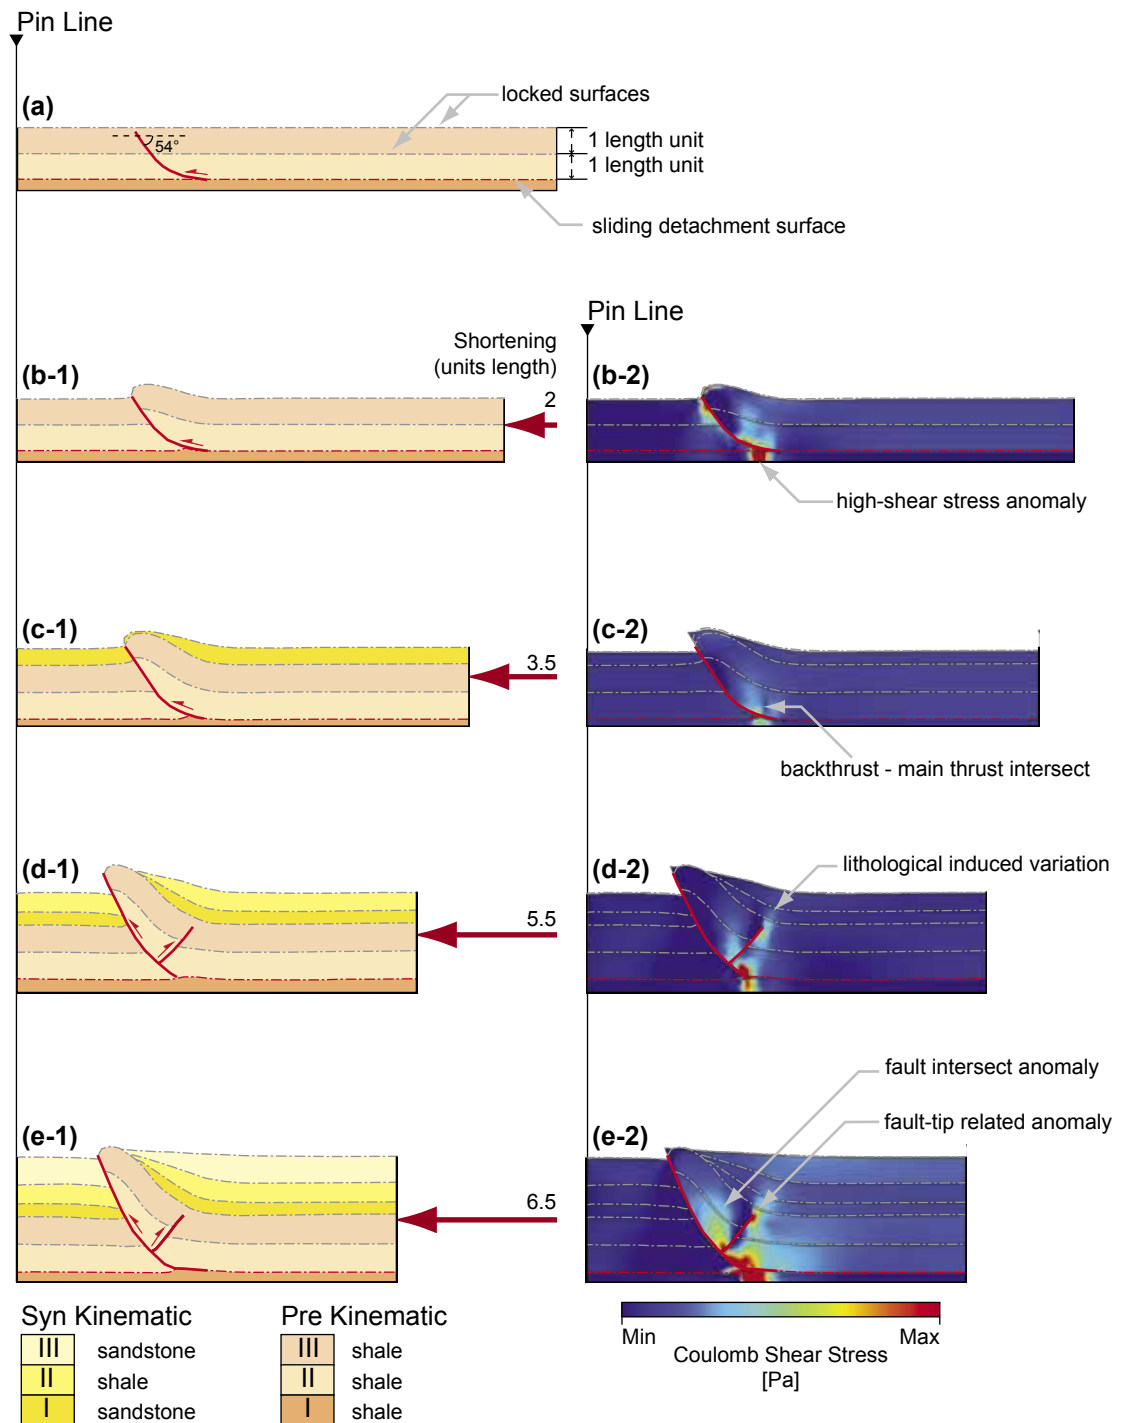 Pin Line
(a)
locked surfaces
54°
1 length unit
1 length unit
sliding detachment surface
Pin Line
Shortening
(units length)
(b-1)
2
(b-2)
high-shear stress anomaly
(c-1)
3.5
(c-2)
backthrust - main thrust intersect
(d-1)
5.5
(d-2)
lithological induced variation
fault intersect anomaly
fault-tip related anomaly
(e-1)
6.5
(e-2)
Syn Kinematic
III sandstone
II shale
I sandstone
Pre Kinematic
III shale
II shale
I shale
Min
Max
Coulomb Shear Stress
[Pa]